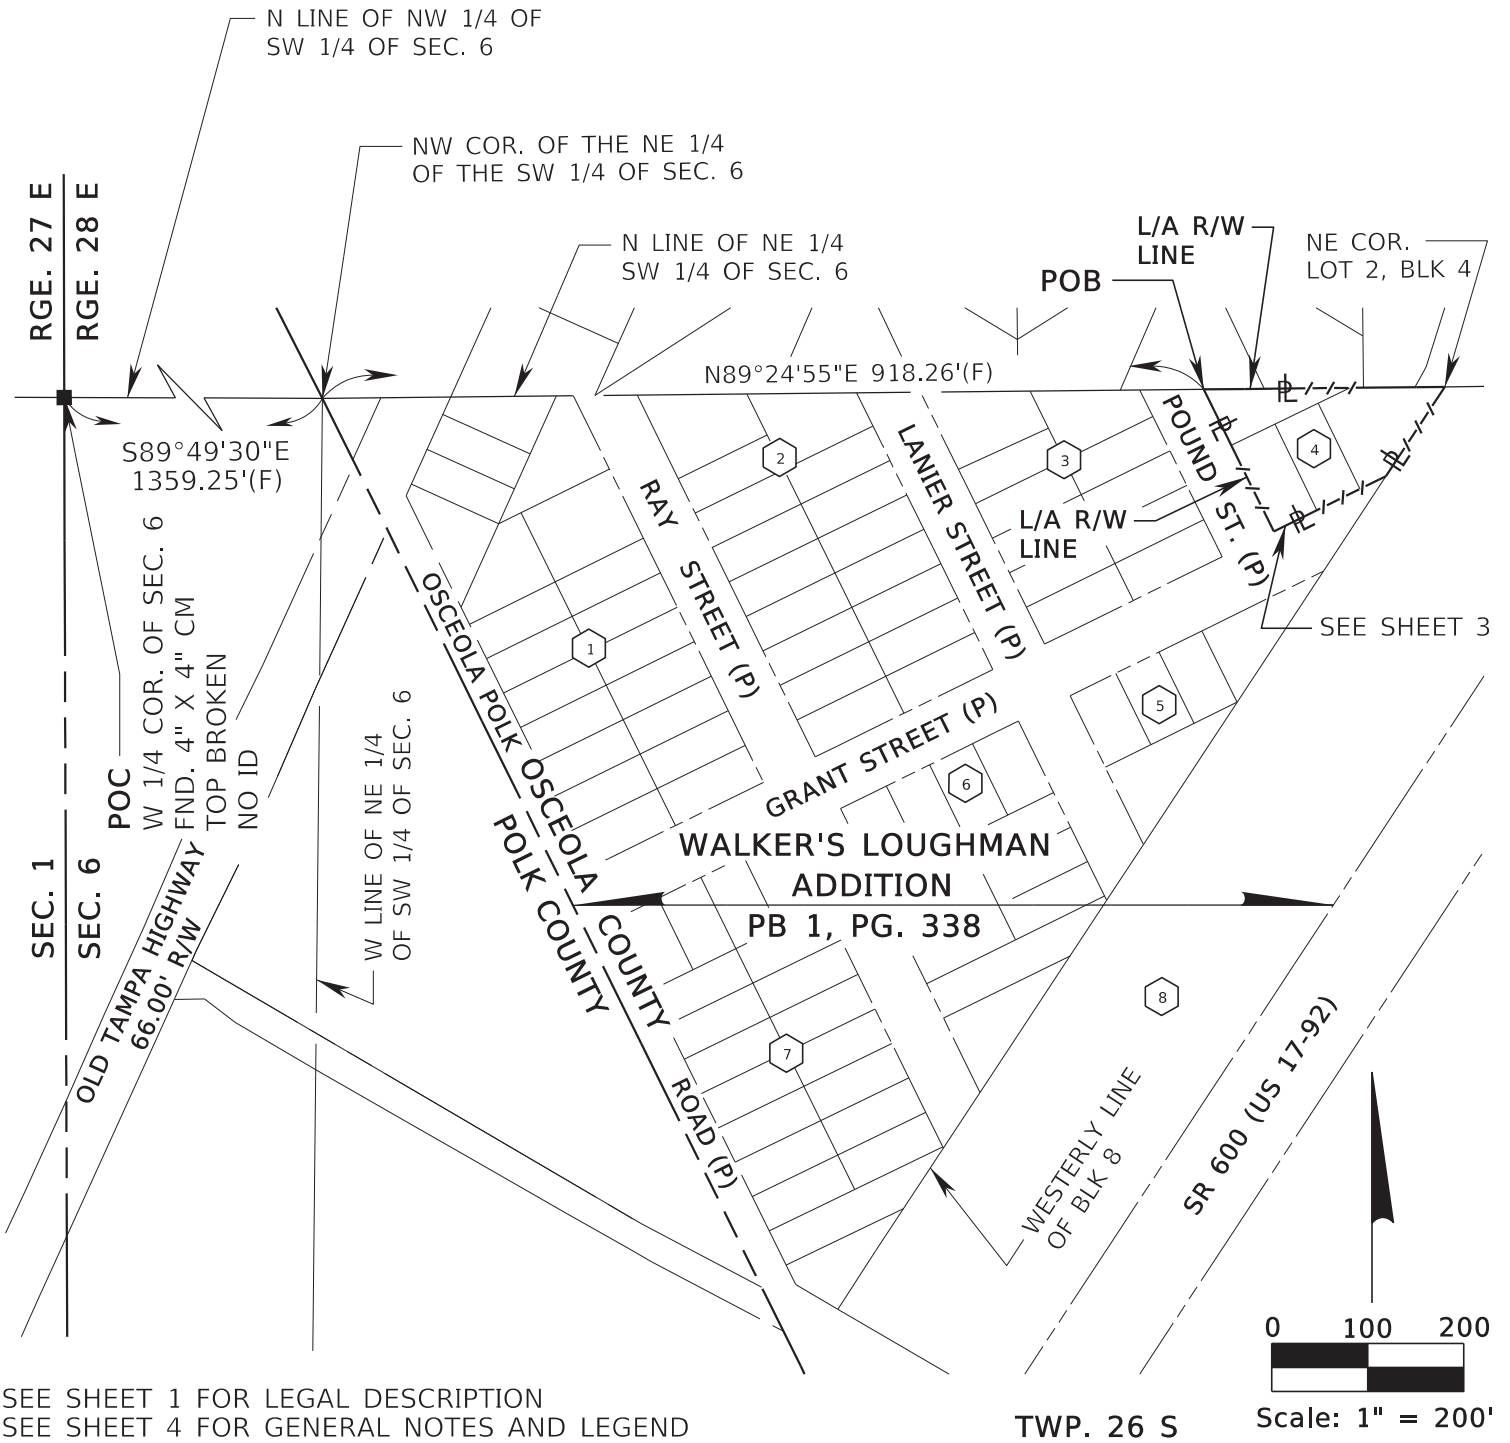 N LINE OF NW 1/4 OF
SW 1/4 OF SEC. 6
NW COR. OF THE NE 1/4
OF THE SW 1/4 OF SEC. 6
RGE. 27 E
RGE. 28 E
N LINE OF NE 1/4
SW 1/4 OF SEC. 6
L/A R/W
LINE
NE COR.
LOT 2, BLK 4
POB
N89°24'55"E 918.26'(F)
S89°49'30"E
1359.25'(F)
POC
W 1/4 COR. OF SEC. 6
FND. 4" X 4" CM
TOP BROKEN
NO ID
2
3
4
1
5
6
7
8
RAY STREET (P)
LANIER STREET (P)
POUND ST. (P)
L/A R/W
LINE
SEE SHEET 3
W LINE OF NE 1/4
OF SW 1/4 OF SEC. 6
OSCEOLA POLK
OSCEOLA COUNTY
POLK COUNTY
ROAD (P)
GRANT STREET (P)
WALKER'S LOUGHMAN
ADDITION
PB 1, PG. 338
SEC. 1
SEC. 6
OLD TAMPA HIGHWAY
66.00' R/W
WESTERLY LINE
OF BLK 8
SR 600 (US 17-92)
0 100 200
Scale: 1" = 200'
TWP. 26 S
SEE SHEET 1 FOR LEGAL DESCRIPTION
SEE SHEET 4 FOR GENERAL NOTES AND LEGEND
PL
PL
PL
PL